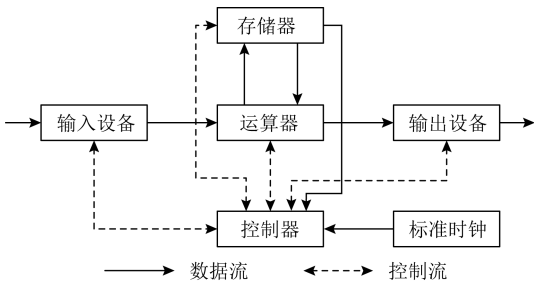 存储器
输入设备
运算器
输出设备
控制器
标准时钟
数据流
控制流